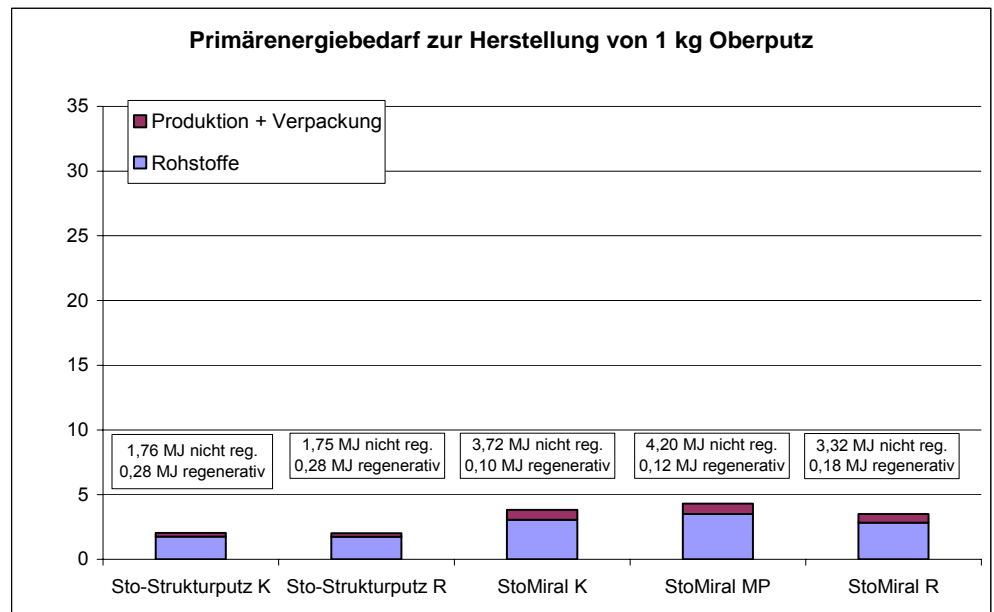 Primärenergiebedarf zur Herstellung von 1 kg Oberputz
35
30
25
20
15
10
5
0
Produktion + Verpackung
Rohstoffe
1,76 MJ nicht reg.
0,28 MJ regenerativ
1,75 MJ nicht reg.
0,28 MJ regenerativ
3,72 MJ nicht reg.
0,10 MJ regenerativ
4,20 MJ nicht reg.
0,12 MJ regenerativ
3,32 MJ nicht reg.
0,18 MJ regenerativ
Sto-Strukturputz K
Sto-Strukturputz R
StoMiral K
StoMiral MP
StoMiral R